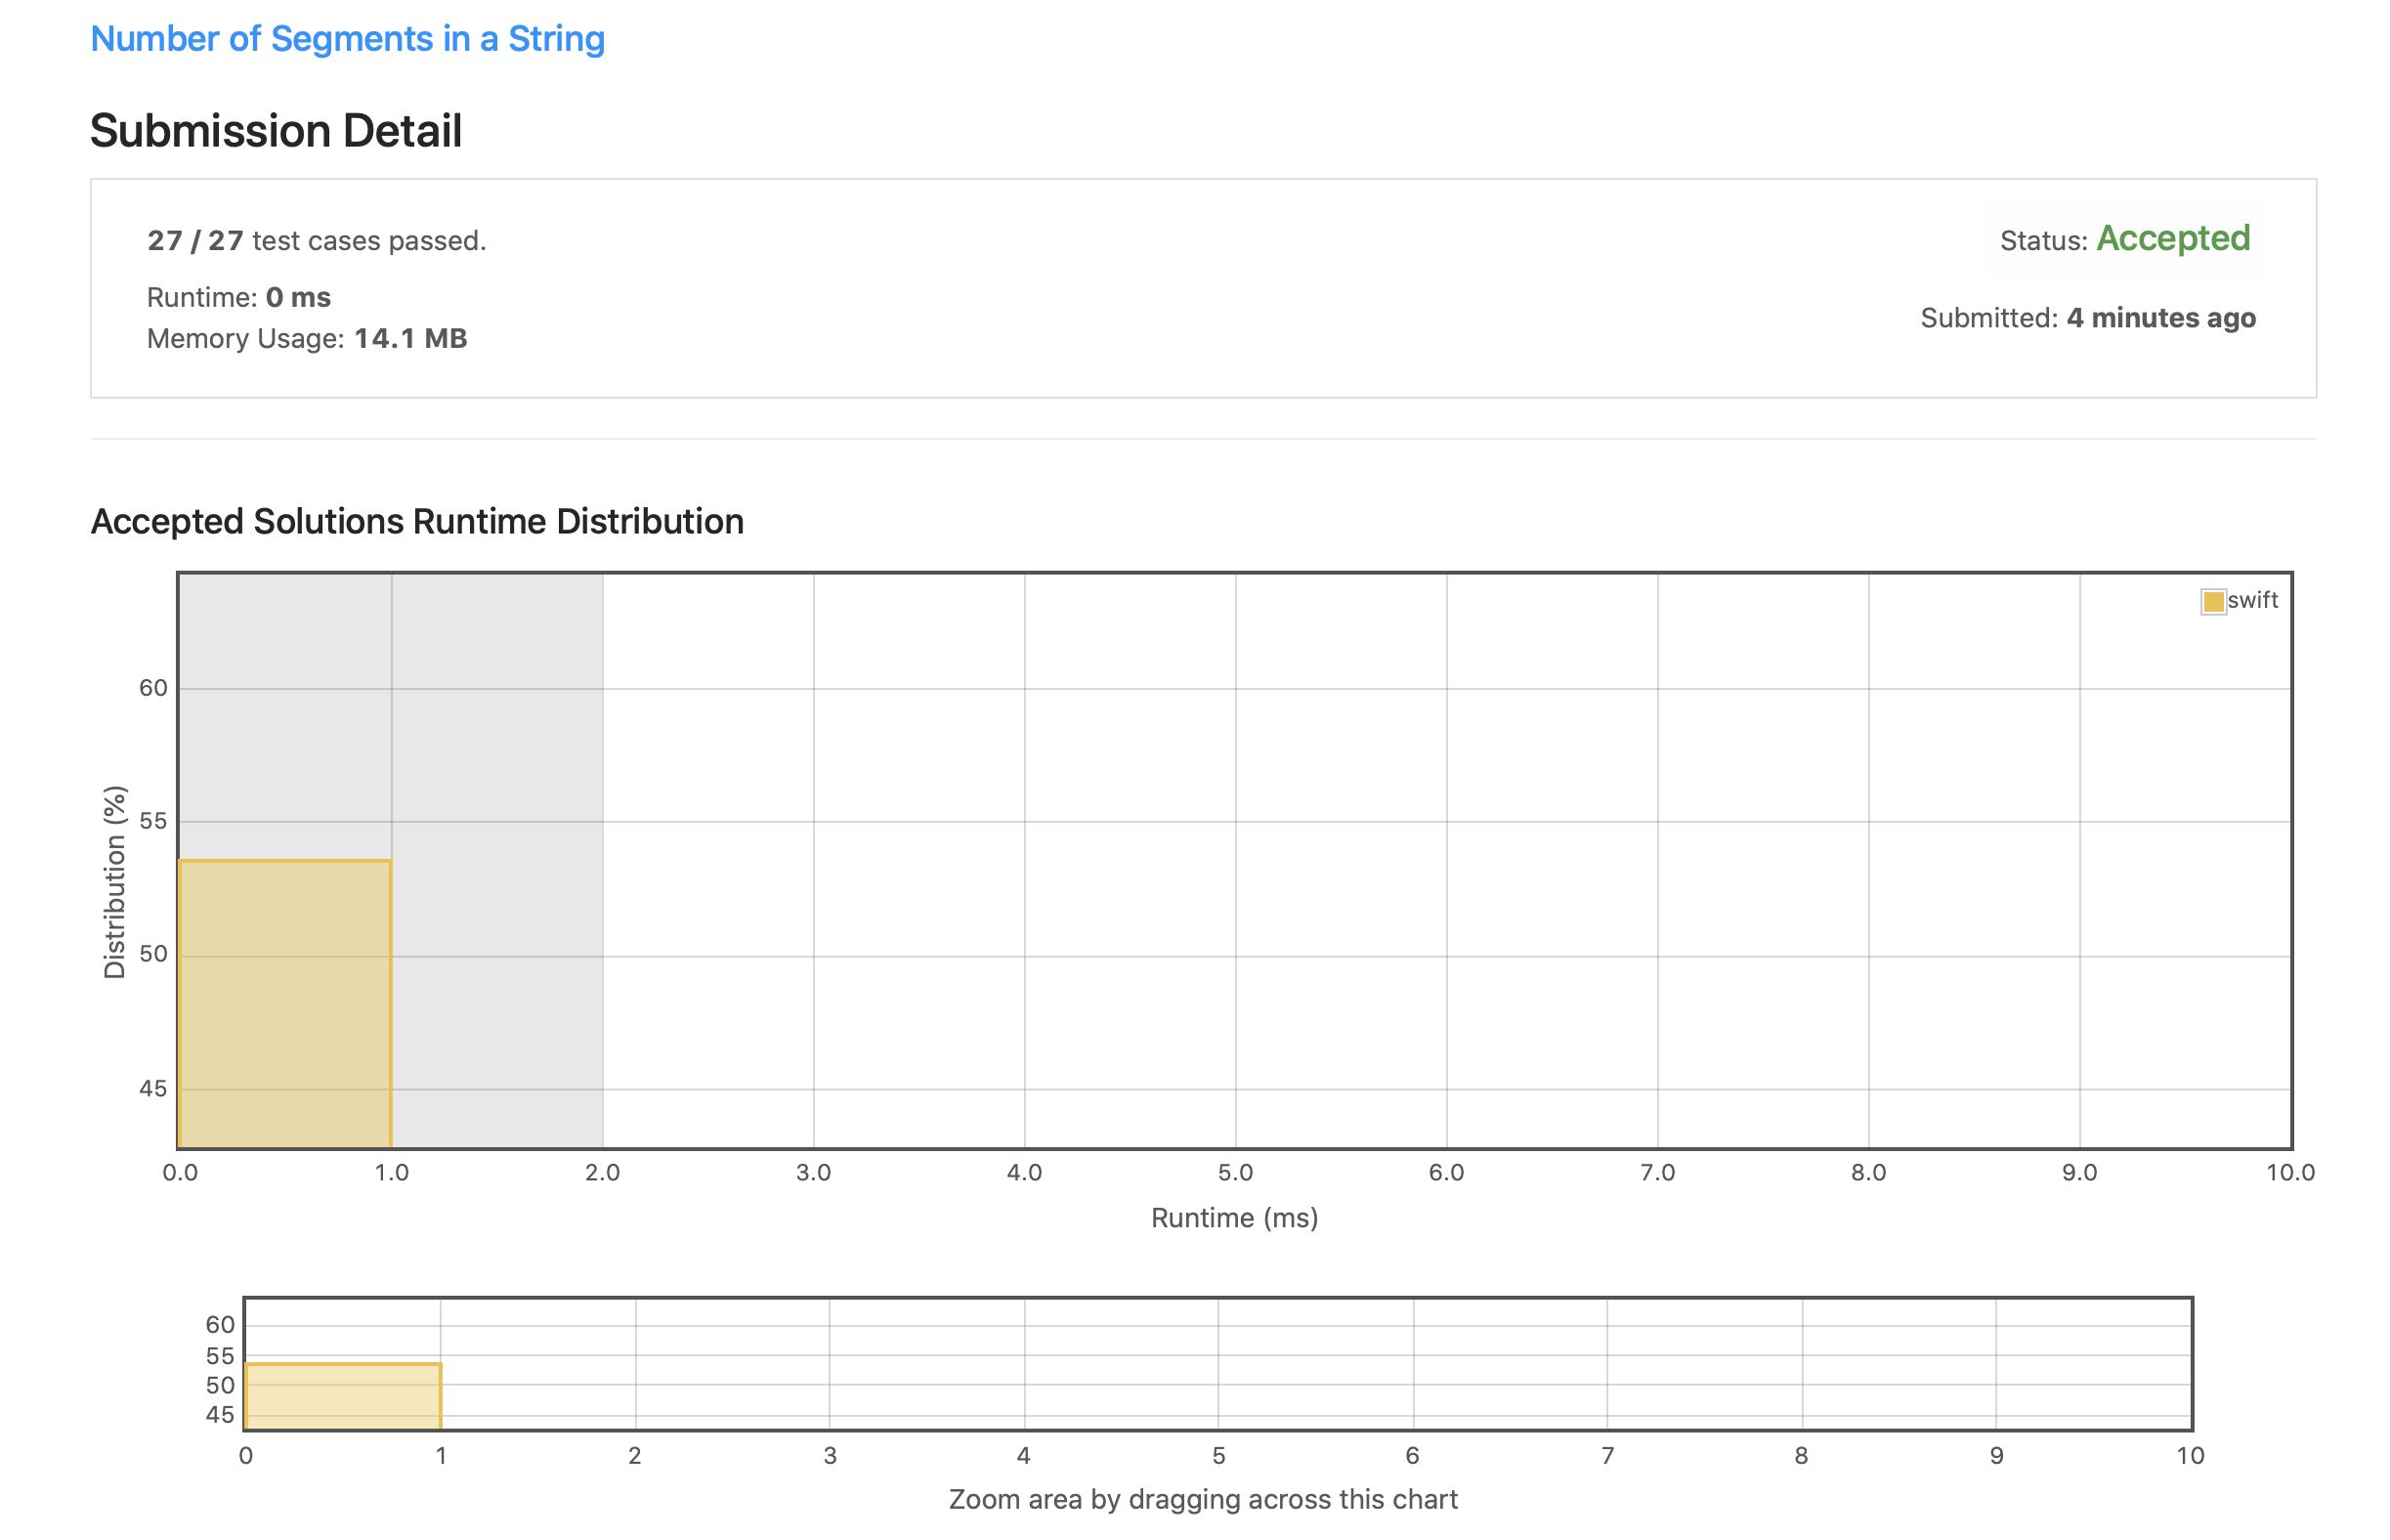 Number of Segments in a String
Submission Detail
27 / 27 test cases passed.
Status: Accepted
Runtime: 0 ms
Submitted: 4 minutes ago
Memory Usage: 14.1 MB
Accepted Solutions Runtime Distribution
swift
60
55
50
45
Distribution (%)
0.0 1.0 2.0 3.0 4.0 5.0 6.0 7.0 8.0 9.0 10.0
Runtime (ms)
60
55
50
45
0 1 2 3 4 5 6 7 8 9 10
Zoom area by dragging across this chart